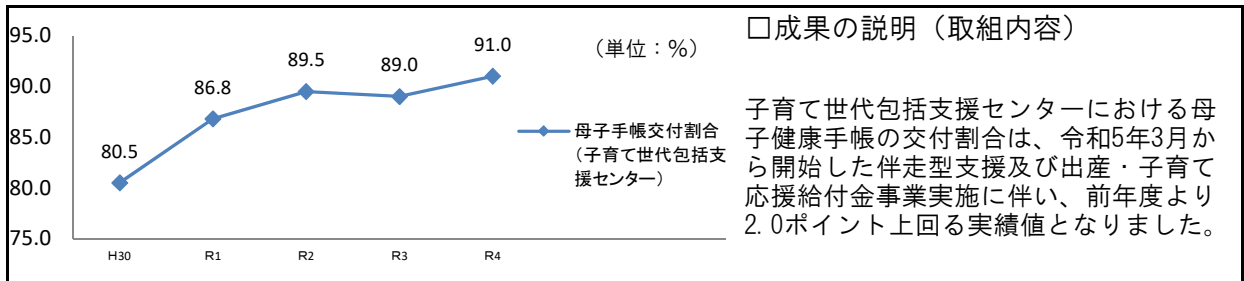 95.0
90.0
85.0
80.0
75.0
80.5
86.8
89.5
89.0
91.0
(単位：%)
H30
R1
R2
R3
R4
母子手帳交付割合
（子育て世代包括支
援センター）
□成果の説明（取組内容）
子育て世代包括支援センターにおける母
子健康手帳の交付割合は、令和5年3月か
ら開始した伴走型支援及び出産・子育て
応援給付金事業実施に伴い、前年度より
2.0ポイント上回る実績値となりました。